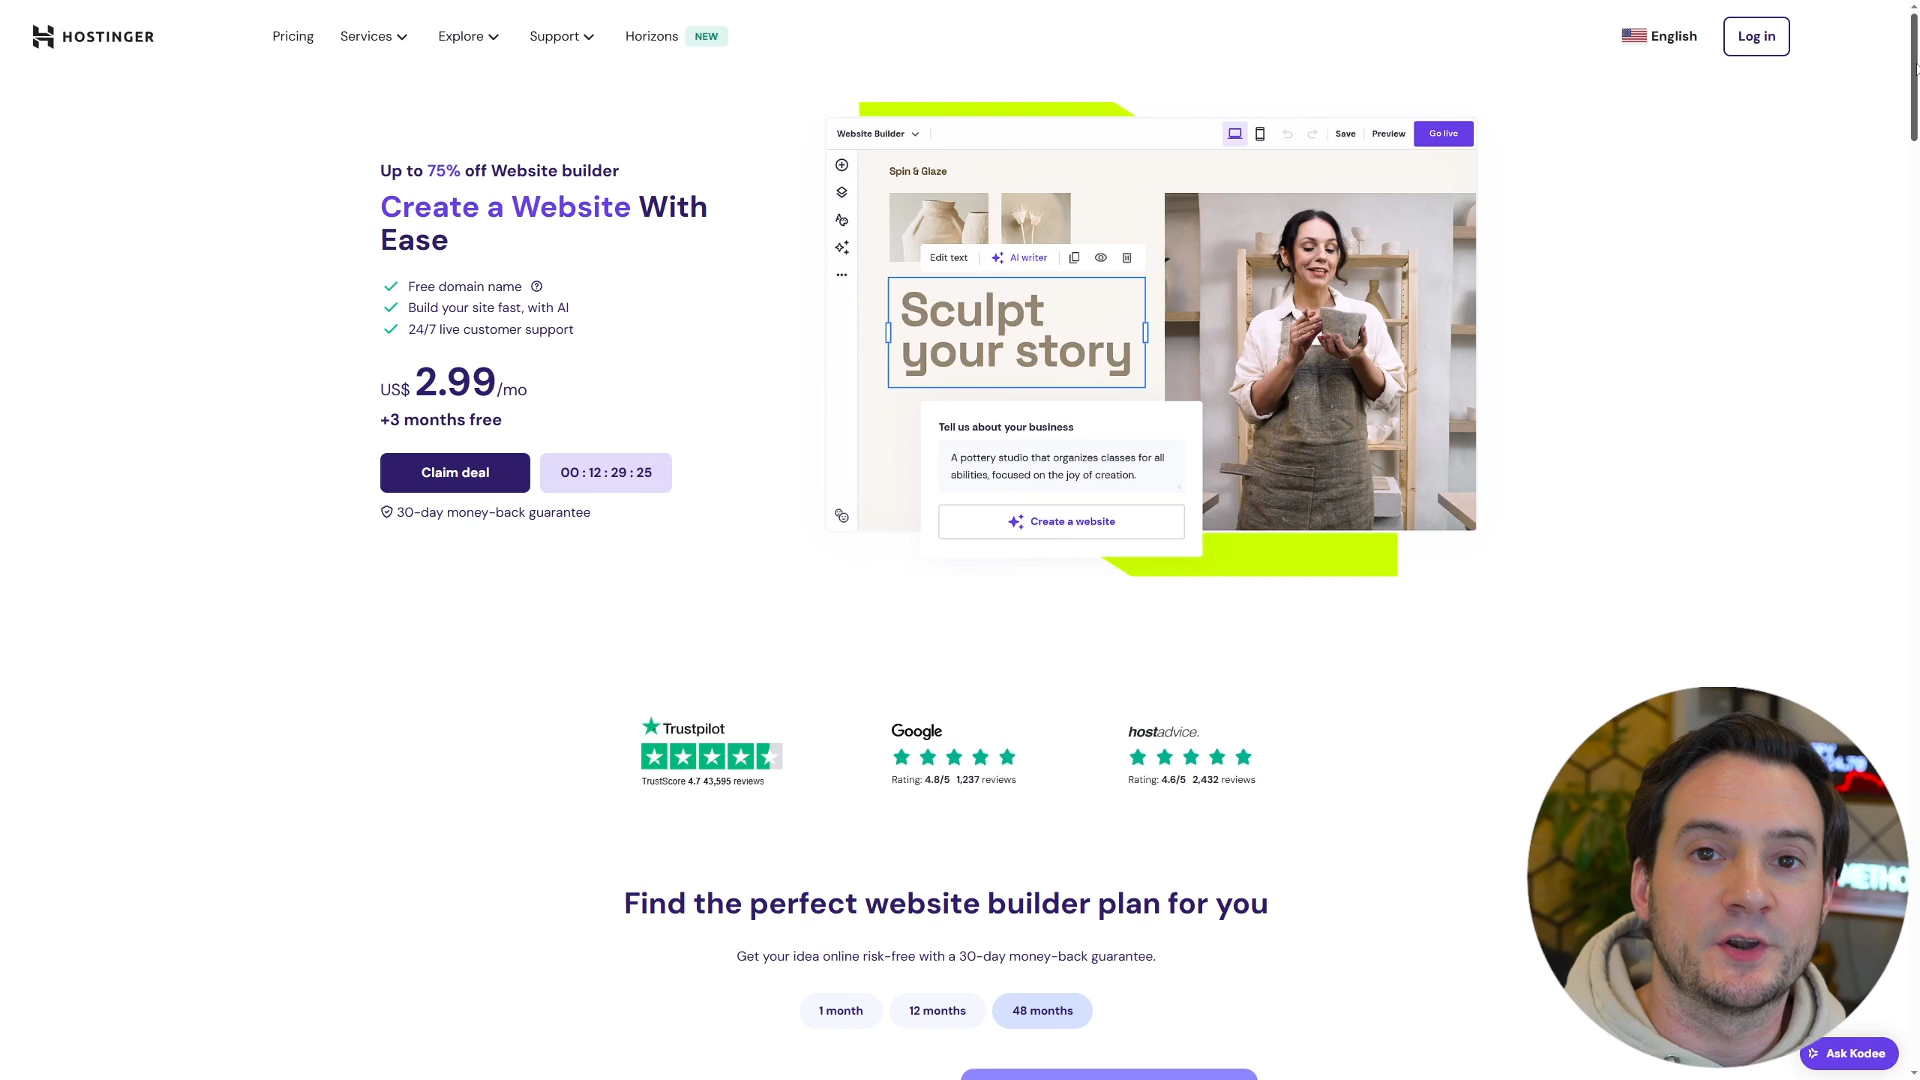 HOSTINGER
Pricing
Services
Explore
Support
Horizons
NEW
English
Log in
Up to 75% off Website builder
Create a Website With
Ease
Free domain name
Build your site fast, with AI
24/7 live customer support
US$ 2.99/mo
+3 months free
Claim deal
00 : 12 : 29 : 25
30-day money-back guarantee
Website Builder
Save
Preview
Go live
Spin & Glaze
Edit text
AI writer
Sculpt
your story
Tell us about your business
A pottery studio that organizes classes for all
abilities, focused on the joy of creation.
Create a website
Trustpilot
TrustScore 4.7 43,595 reviews
Google
Rating: 4.8/5 1,237 reviews
hostadvice.
Rating: 4.6/5 2,432 reviews
Find the perfect website builder plan for you
Get your idea online risk-free with a 30-day money-back guarantee.
1 month
12 months
48 months
Ask Kodee